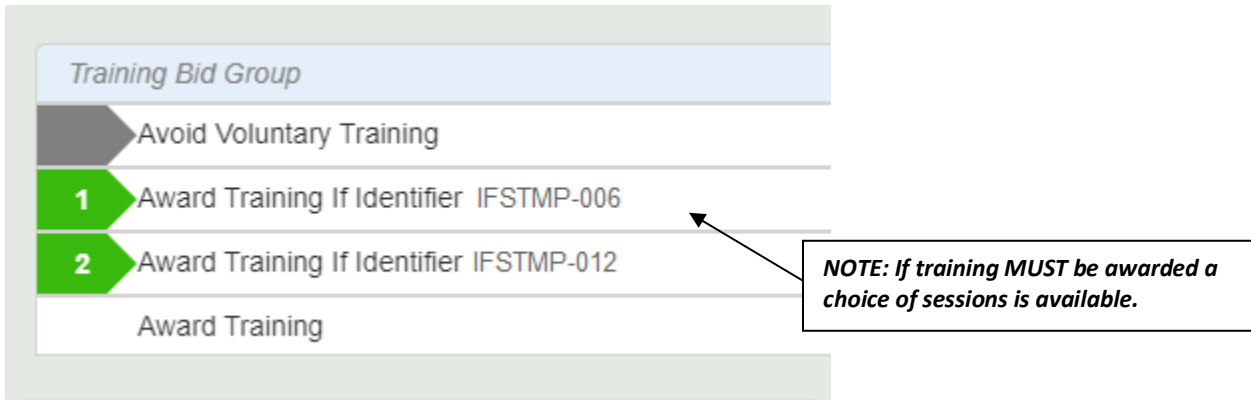 Training Bid Group
Avoid Voluntary Training
1 Award Training If Identifier IFSTMP-006
2 Award Training If Identifier IFSTMP-012
Award Training
NOTE: If training MUST be awarded a
choice of sessions is available.